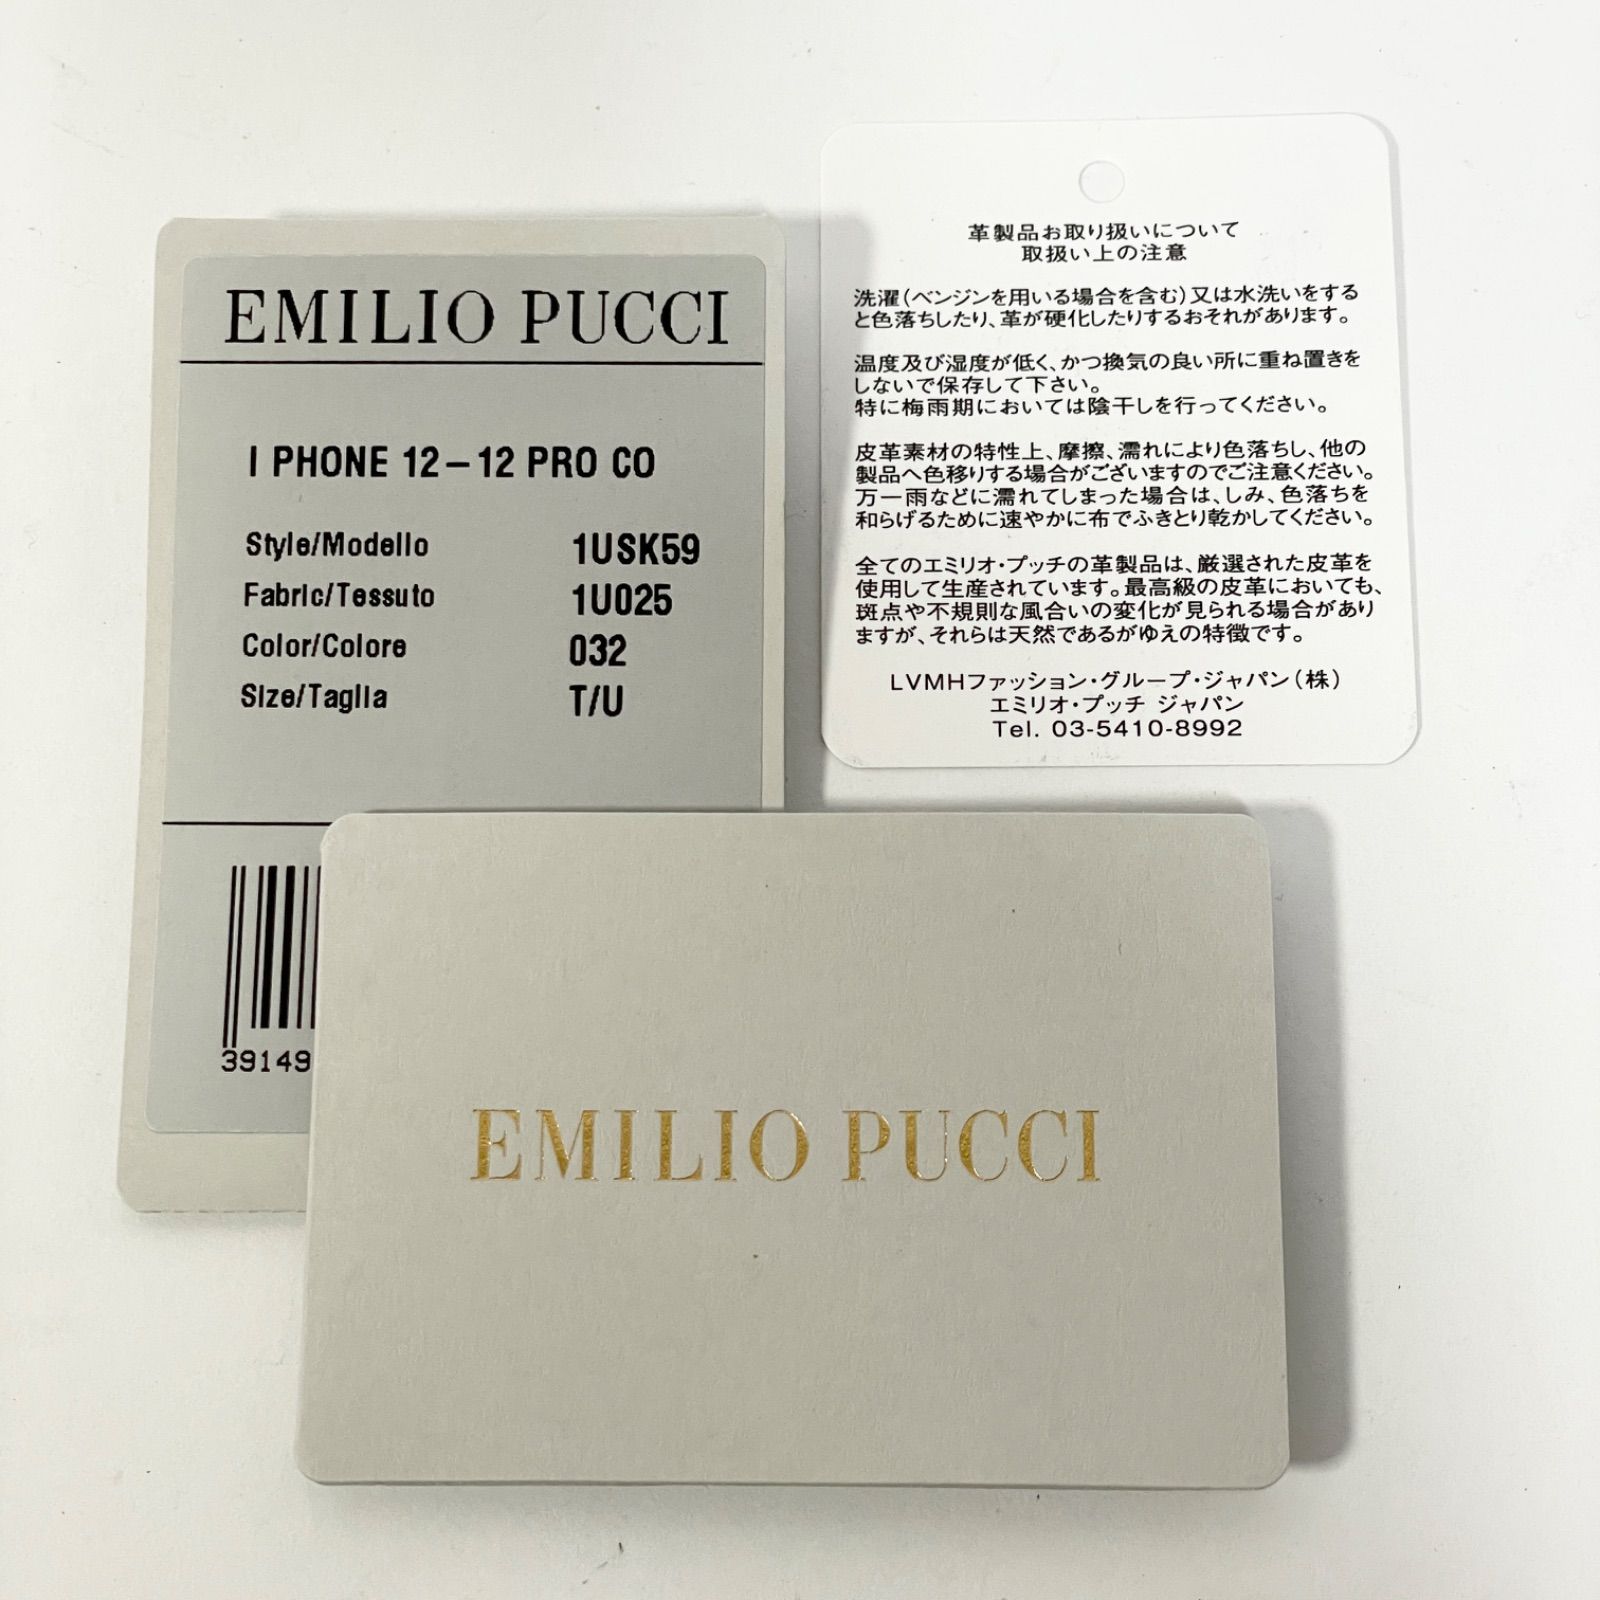 EMILIO PUCCI
I PHONE 12-12 PRO CO
Style/Modello 1USK59
Fabric/Tessuto 1U025
Color/Colore 032
Size/Taglia T/U
39149
革製品お取り扱いについて
取扱い上の注意
洗濯(ベンジンを用いる場合を含む)又は水洗いをする
と色落ちしたり、革が硬化したりするおそれがあります。
温度及び湿度が低く、かつ換気の良い所に重ね置きを
しないで保存して下さい。
特に梅雨期においては陰干しを行ってください。
皮革素材の特性上、摩擦、濡れにより色落ちし、他の
製品へ色移りする場合がございますのでご注意ください。
万一雨などに濡れてしまった場合は、しみ、色落ちを
和らげるために速やかに布でふきとり乾かしてください。
全てのエミリオ・プッチの革製品は、厳選された皮革を
使用して生産されています。最高級の皮革においても、
斑点や不規則な風合いの変化が見られる場合があり
ますが、それらは天然であるがゆえの特徴です。
LVMHファッション・グループ・ジャパン(株)
エミリオ・プッチ ジャパン
Tel. 03-5410-8992
EMILIO PUCCI